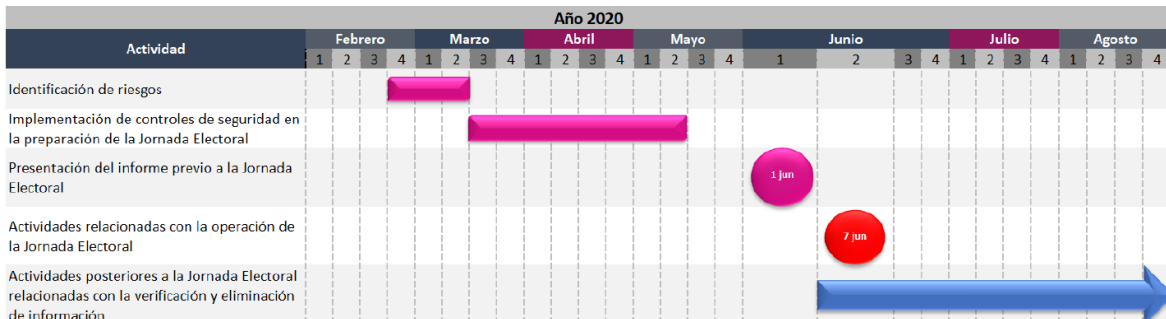 Año 2020
Actividad
Febrero Marzo Abril Mayo Junio Julio Agosto
1 2 3 4 1 2 3 4 1 2 3 4 1 2 3 4 1 2 3 4 1 2 3 4 1 2 3 4
Identificación de riesgos
Implementación de controles de seguridad en
la preparación de la Jornada Electoral
Presentación del informe previo a la Jornada
Electoral
1 jun
Actividades relacionadas con la operación de
la Jornada Electoral
7 jun
Actividades posteriores a la Jornada Electoral
relacionadas con la verificación y eliminación
de información